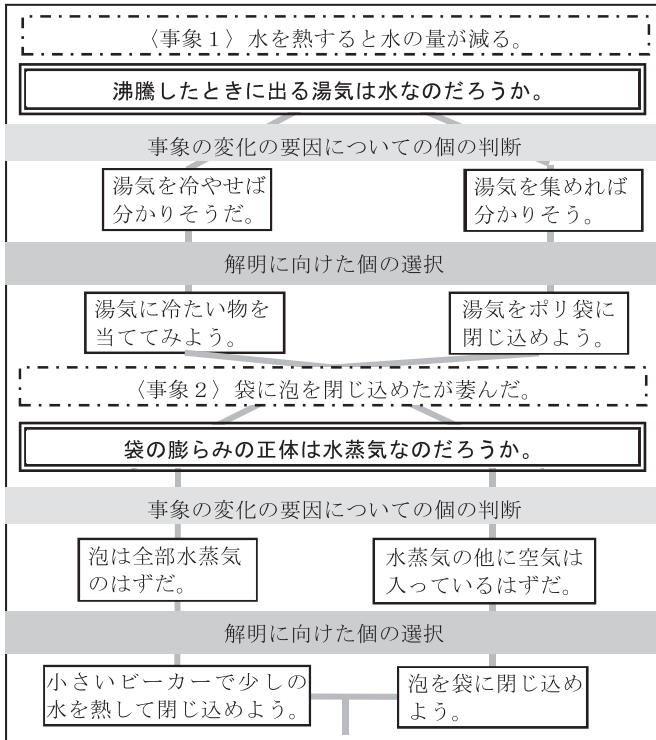 〈事象１〉水を熱すると水の量が減る。
沸騰したときに出る湯気は水なのだろうか。
事象の変化の要因についての個の判断
湯気を冷やせば
分かりそうだ。
湯気を集めれば
分かりそう。
解明に向けた個の選択
湯気に冷たい物を
当ててみよう。
湯気をポリ袋に
閉じ込めよう。
〈事象２〉袋に泡を閉じ込めたが萎んだ。
袋の膨らみの正体は水蒸気なのだろうか。
事象の変化の要因についての個の判断
泡は全部水蒸気
のはずだ。
水蒸気の他に空気は
入っているはずだ。
解明に向けた個の選択
小さいビーカーで少しの
水を熱して閉じ込めよう。
泡を袋に閉じ込め
よう。